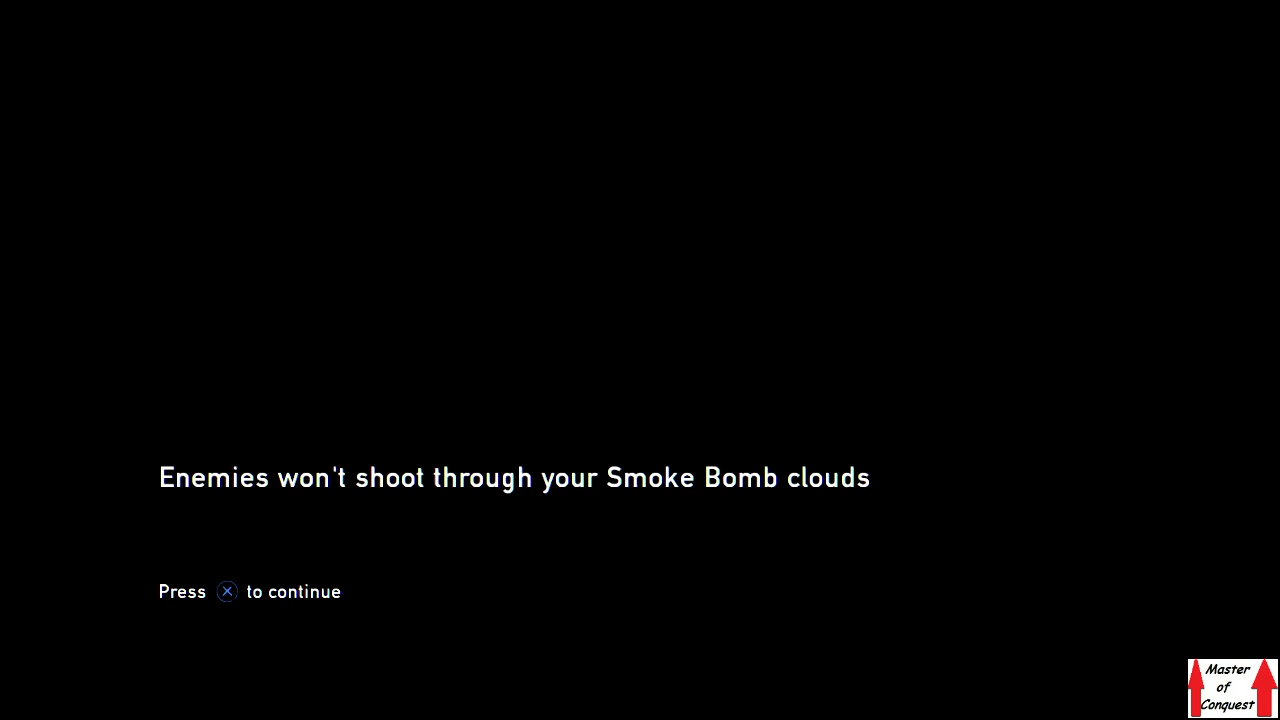 Enemies won't shoot through your Smoke Bomb clouds
Press ⓧ to continue
Master
of
Conquest